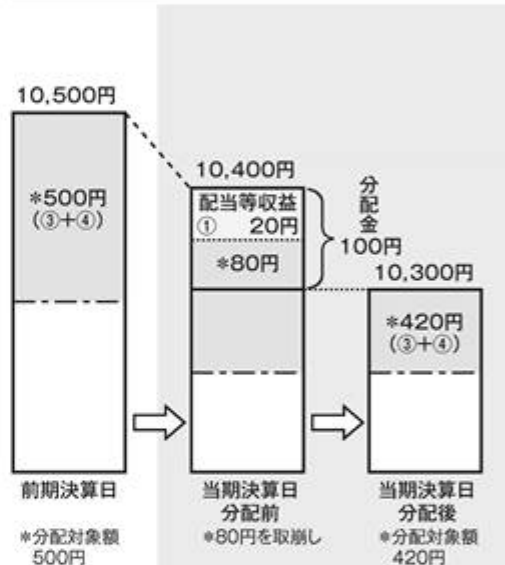 10,500円
*500円
(③+④)
前期決算日
*分配対象額
500円
10,400円
配当等収益
① 20円
*80円
分配金
100円
当期決算日
分配前
*80円を取崩し
10,300円
*420円
(③+④)
当期決算日
分配後
*分配対象額
420円